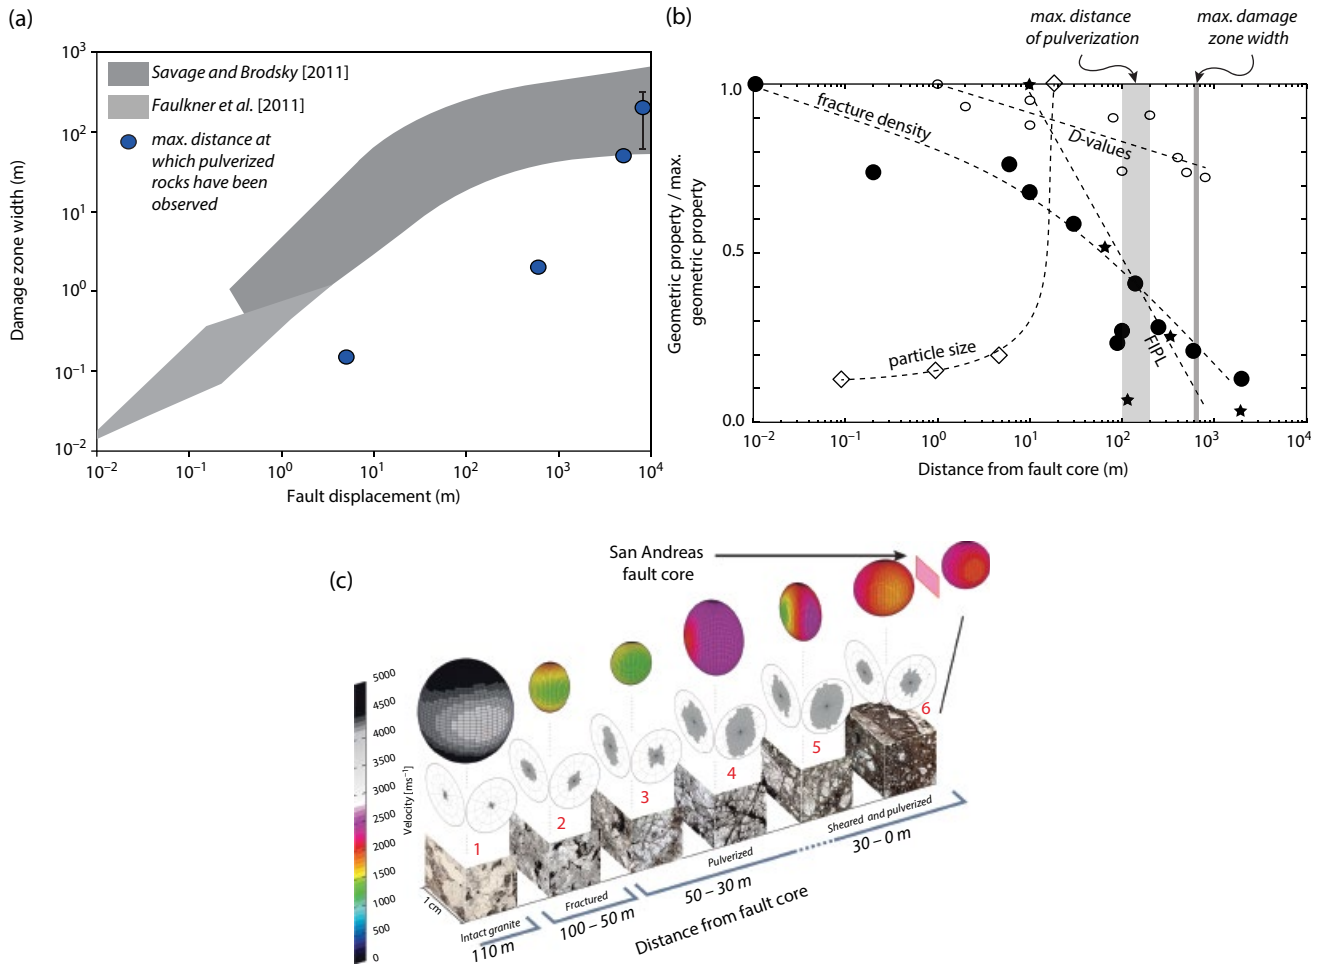 (a)
10³
10²
10¹
10⁰
10⁻¹
10⁻²
Damage zone width (m)
Savage and Brodsky [2011]
Faulkner et al. [2011]
max. distance at
which pulverized
rocks have been
observed
10⁻² 10⁻¹ 10⁰ 10¹ 10² 10³ 10⁴
Fault displacement (m)
(b)
max. distance
of pulverization
max. damage
zone width
1.0
0.5
0.0
Geometric property / max.
geometric property
fracture density
D-values
particle size
FIPL
10⁻² 10⁻¹ 10⁰ 10¹ 10² 10³ 10⁴
Distance from fault core (m)
(c)
San Andreas
fault core
5000
4500
4000
3500
3000
2500
2000
1500
1000
500
0
Velocity [ms⁻¹]
1
2
3
4
5
6
1 cm
Intact granite
110 m
Fractured
100 – 50 m
Pulverized
50 – 30 m
Sheared and pulverized
30 – 0 m
Distance from fault core